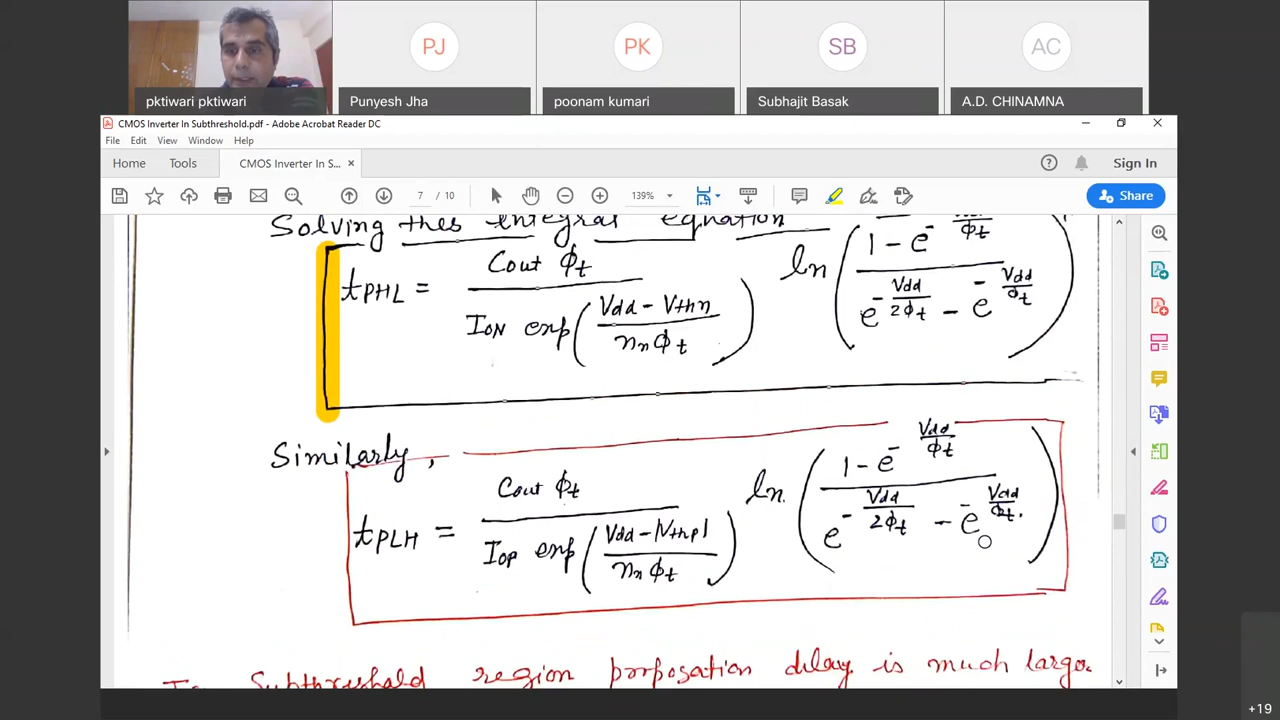 PJ
PK
SB
AC
pktiwari pktiwari
Punyesh Jha
poonam kumari
Subhajit Basak
A.D. CHINAMNA
CMOS Inverter In Subthreshold.pdf - Adobe Acrobat Reader DC
File Edit View Window Help
Home Tools CMOS Inverter In S... × Sign In
7 / 10 139% Share
Solving this integral equation
tPHL = Cout ϕt / (ION exp((Vdd - Vthn) / (nn ϕt))) ln((1 - e^(-Vdd/ϕt)) / (e^(-Vdd/2ϕt) - e^(-Vdd/ϕt)))
Similarly,
tPLH = Cout ϕt / (IOP exp((Vdd - |Vthp|) / (nn ϕt))) ln((1 - e^(-Vdd/ϕt)) / (e^(-Vdd/2ϕt) - e^(-Vdd/ϕt)))
In Subthreshold region proposation delay is much large.
+19